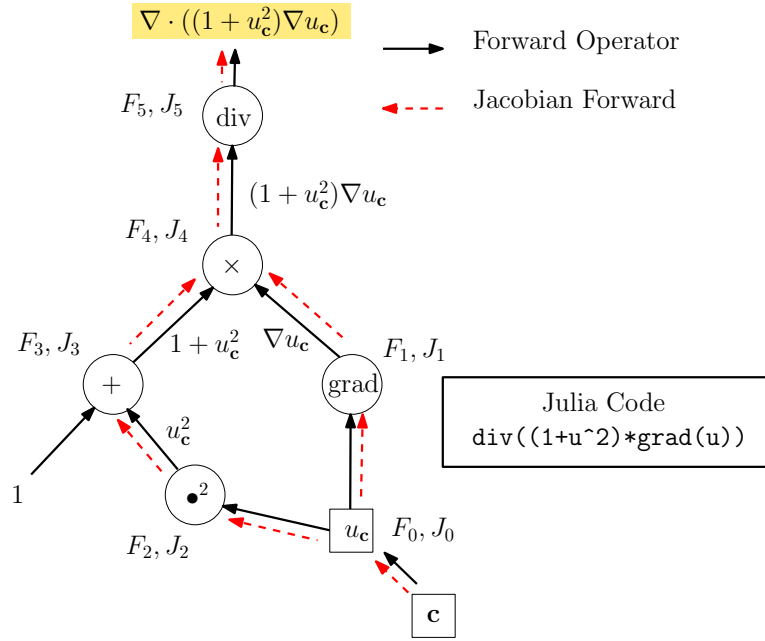 ∇ · ((1 + u_𝐜^2)∇u_𝐜)
Forward Operator
Jacobian Forward
F_5, J_5
div
(1 + u_𝐜^2)∇u_𝐜
F_4, J_4
×
F_3, J_3
1 + u_𝐜^2
∇u_𝐜
F_1, J_1
+
grad
Julia Code
div((1+u^2)*grad(u))
u_𝐜^2
1
•^2
F_2, J_2
u_𝐜
F_0, J_0
𝐜